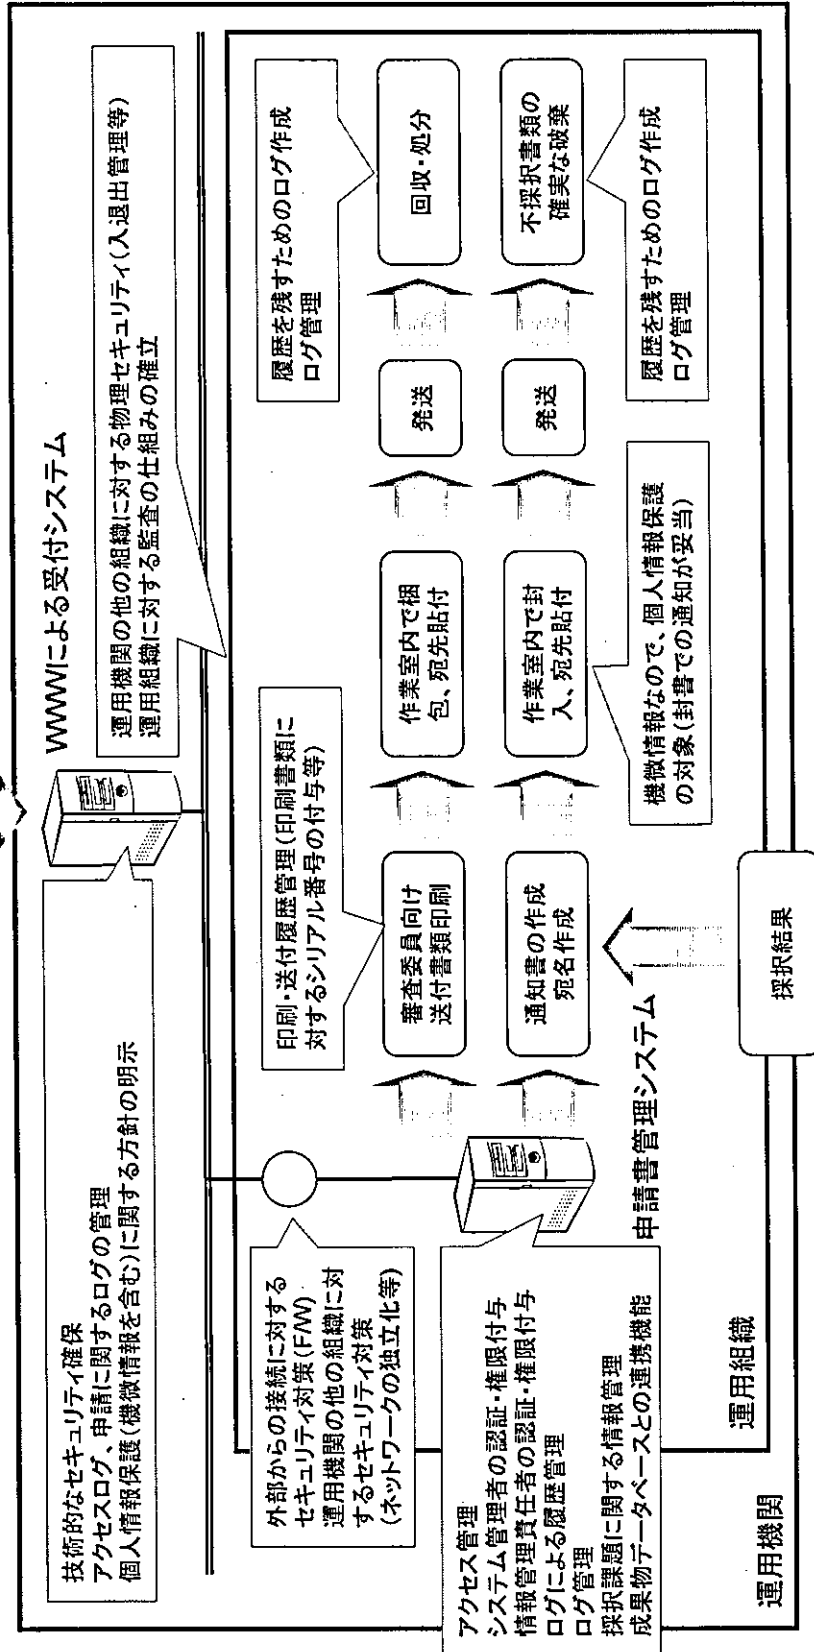 WWWによる受付システム
技術的なセキュリティ確保
アクセスログ、申請に関するログの管理
個人情報保護(機微情報を含む)に関する方針の明示
運用機関の他の組織に対する物理セキュリティ(入退出管理等)
運用組織に対する監査の仕組みの確立
外部からの接続に対する
セキュリティ対策(F/W)
運用機関の他の組織に対
するセキュリティ対策
(ネットワークの独立化等)
印刷・送付履歴管理(印刷書類に
対するシリアル番号の付与等)
履歴を残すためのログ作成
ログ管理
審査委員向け
送付書類印刷
作業室内で梱
包、宛先貼付
発送
回収・処分
通知書の作成
宛名作成
作業室内で封
入、宛先貼付
発送
不採択書類の
確実な破棄
アクセス管理
システム管理者の認証・権限付与
情報管理責任者の認証・権限付与
ログによる履歴管理
ログ管理
採択課題に関する情報管理
成果物データベースとの連携機能
申請書管理システム
機微情報なので、個人情報保護
の対象(封書での通知が妥当)
履歴を残すためのログ作成
ログ管理
運用組織
採択結果
運用機関